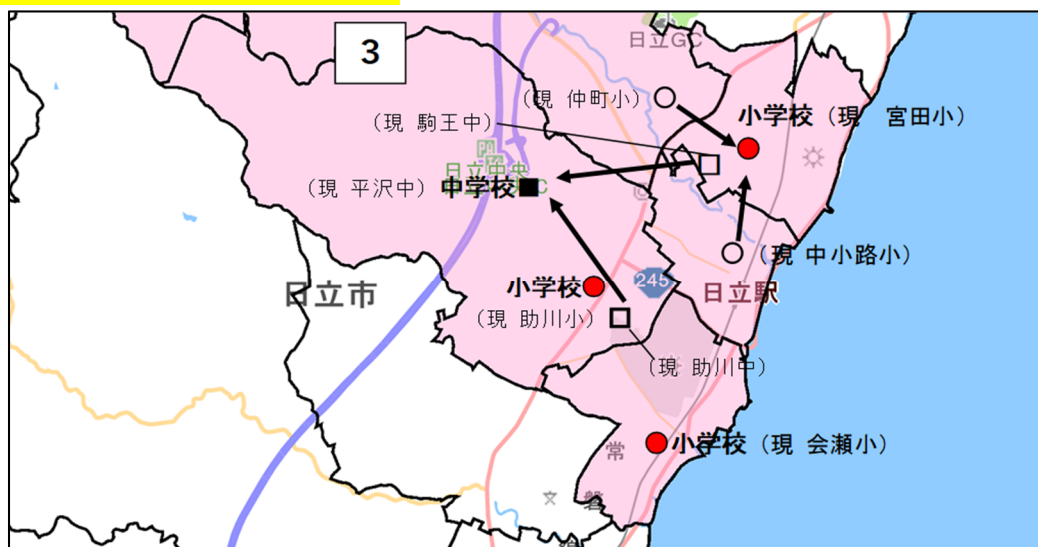 3
日立GC
(現 仲町小)
小学校(現 宮田小)
(現 駒王中)
日立中央
(現 平沢中) 中学校
C
(現 中小路小)
小学校
245
日立駅
日立市
(現 助川小)
(現 助川中)
小学校(現 会瀬小)
常
磐